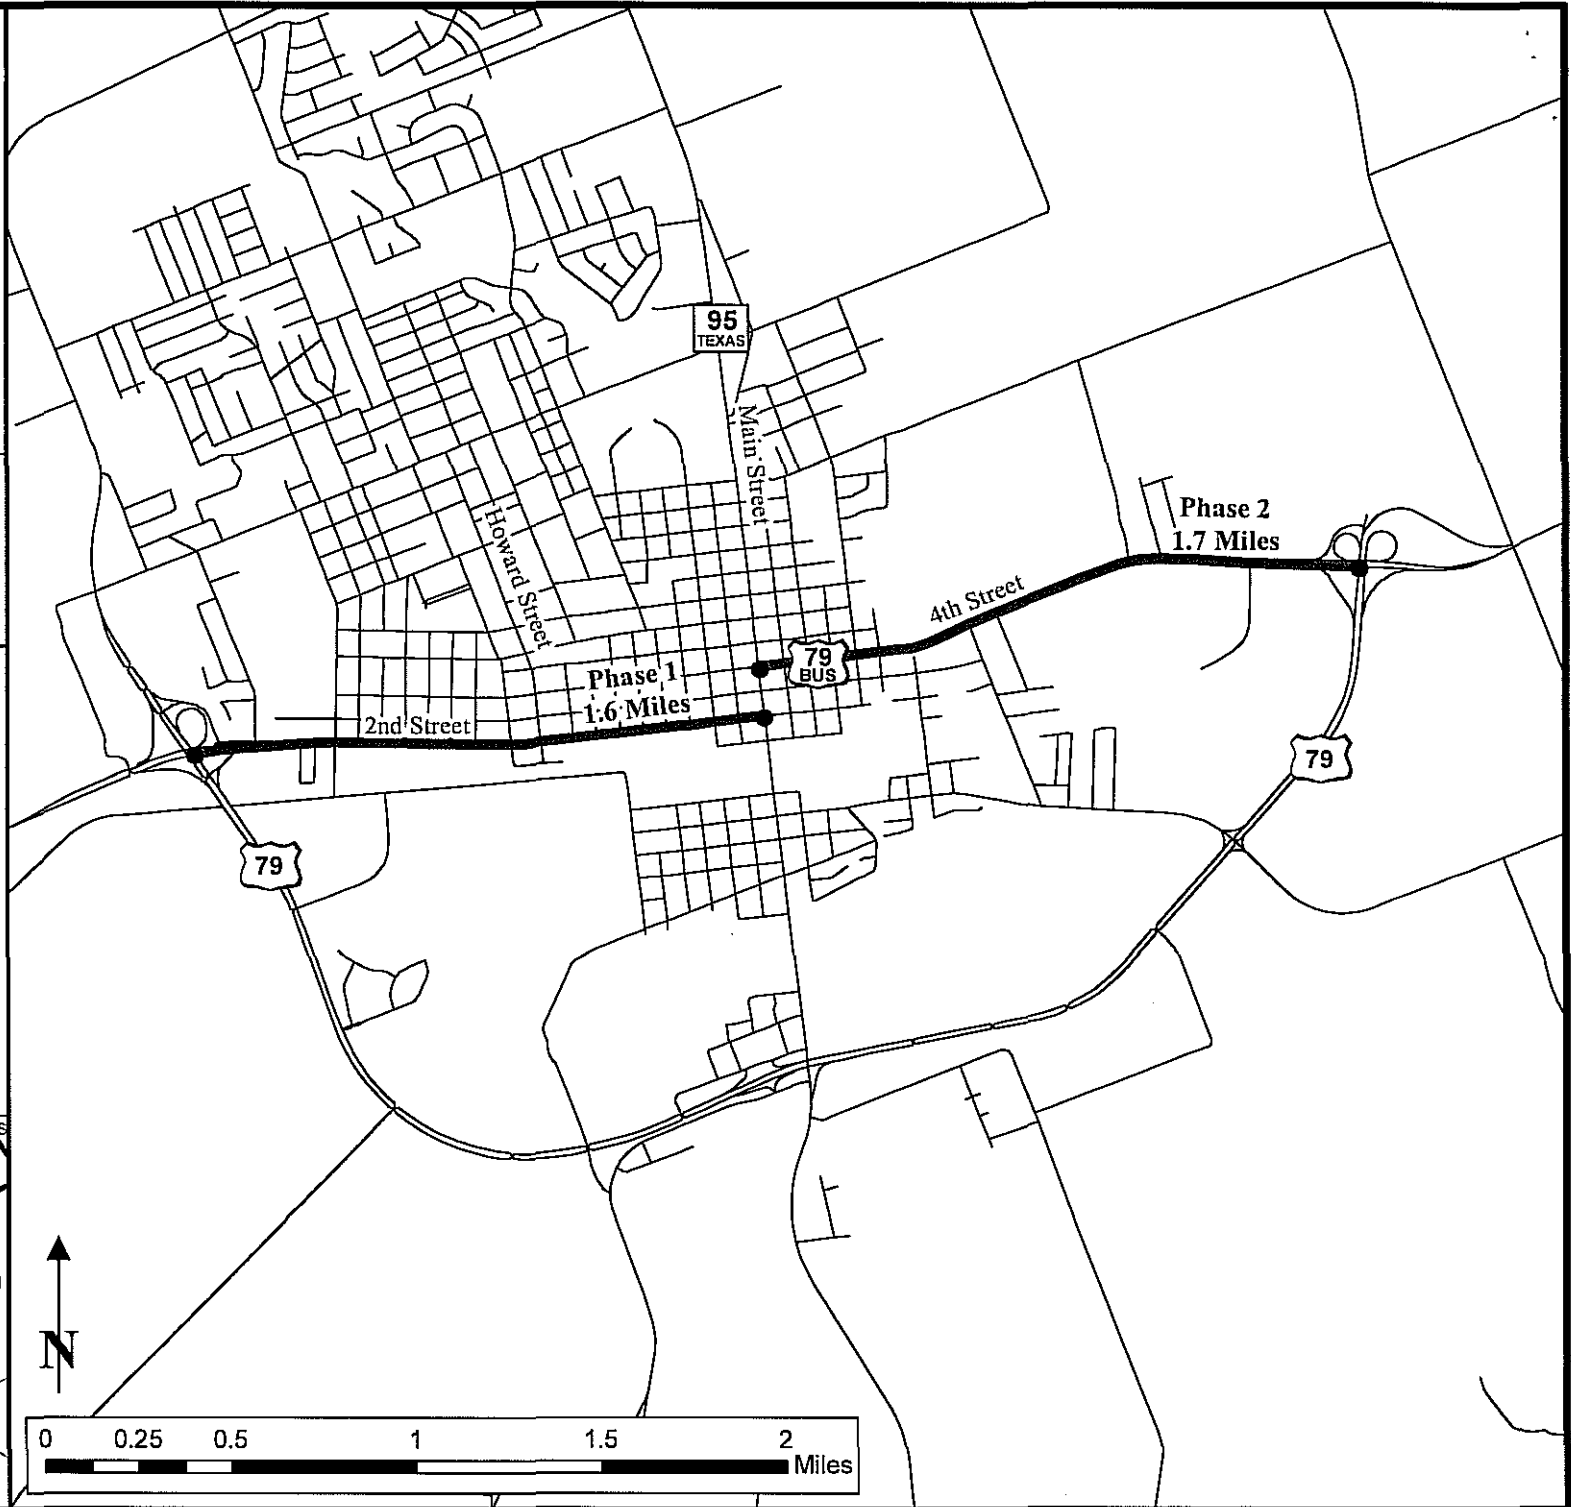 95
TEXAS
Main Street
Howard Street
Phase 2
1.7 Miles
4th Street
79
BUS
Phase 1
1.6 Miles
2nd Street
79
79
N
0 0.25 0.5 1 1.5 2
Miles